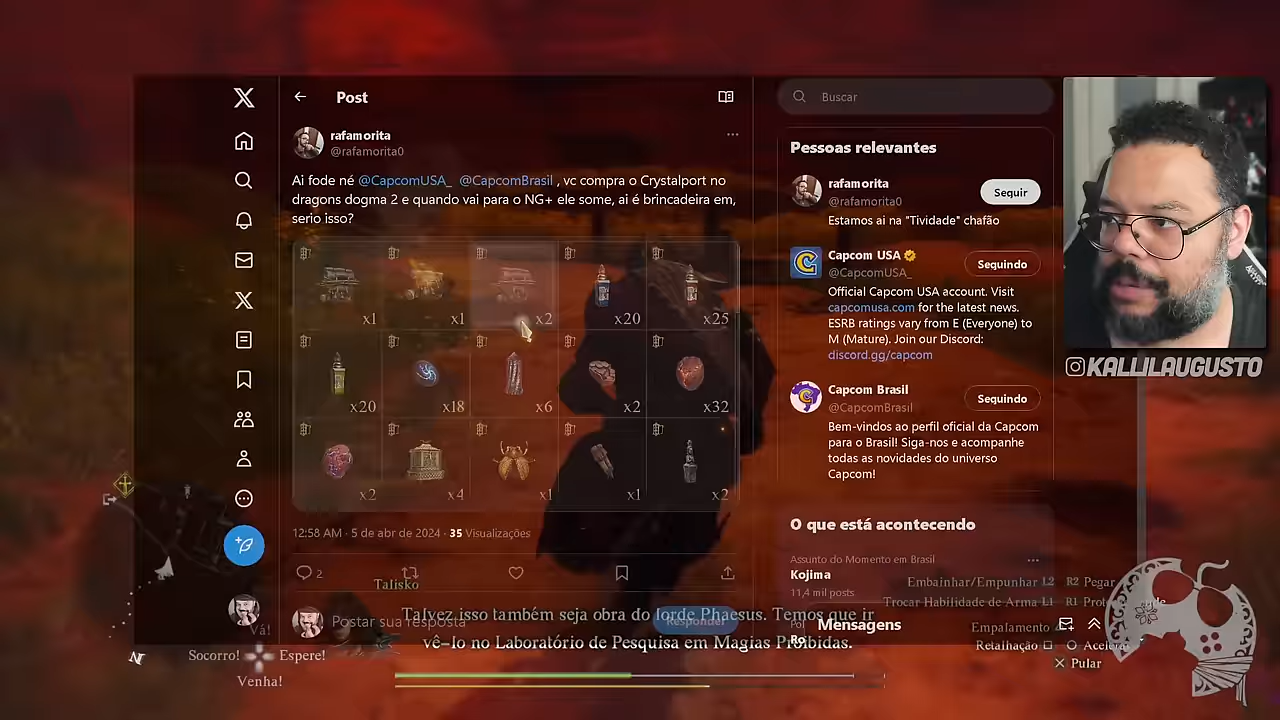 Post
Buscar
rafamorita
@rafamorita0
Ai fode né @CapcomUSA_ @CapcomBrasil , vc compra o Crystalport no
dragons dogma 2 e quando vai para o NG+ ele some, ai é brincadeira em,
serio isso?
x1
x1
x2
x20
x25
x20
x18
x6
x2
x32
x2
x4
x1
x1
x2
12:58 AM · 5 de abr de 2024 · 35 Visualizações
2
Postar sua resposta
Responder
Pessoas relevantes
rafamorita
@rafamorita0
Seguir
Estamos ai na "Tividade" chafão
Capcom USA
@CapcomUSA_
Seguindo
Official Capcom USA account. Visit
capcomusa.com for the latest news.
ESRB ratings vary from E (Everyone) to
M (Mature). Join our Discord:
discord.gg/capcom
Capcom Brasil
@CapcomBrasil
Seguindo
Bem-vindos ao perfil oficial da Capcom
para o Brasil! Siga-nos e acompanhe
todas as novidades do universo
Capcom!
O que está acontecendo
Assunto do Momento em Brasil
Kojima
11,4 mil posts
Mensagens
KALLILAUGUSTO
Talisko
Talvez isso também seja obra do lorde Phaesus. Temos que ir
vê-lo no Laboratório de Pesquisa em Magias Proibidas.
Vá!
Socorro!
Espere!
Venha!
N
Embainhar/Empunhar L2
R2 Pegar
Trocar Habilidade de Arma L1
R1
Empalamento
Retalhação
Pular